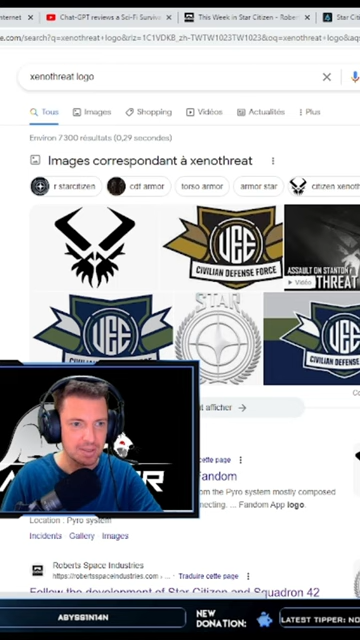 nternet
Chat-GPT reviews a Sci-Fi Surviv
This Week in Star Citizen - Rober
Star Cit
e.com/search?q=xenothreat+logo&rlz=1C1VDKB_zh-TWTW1023TW1023&oq=xenothreat+logo&aqs
xenothreat logo
Tous
Images
Shopping
Vidéos
Actualités
Plus
Environ 7 300 résultats (0,29 secondes)
Images correspondant à xenothreat
r starcitizen
cdf armor
torso armor
armor star
citizen xenoth
UEE
CIVILIAN DEFENSE FORCE
ASSAULT ON STANTON
Vidéo
THREAT
UEE
STAR
UEE
CIVILIAN DEFENSE
t afficher
cette page
Fandom
om the Pyro system mostly composed
necting. ... Fandom App logo.
Location : Pyro system
Incidents Gallery Images
Roberts Space Industries
https://robertsspaceindustries.com › ... · Traduire cette page
Follow the development of Star Citizen and Squadron 42
ABYSS1N14N
NEW
DONATION:
LATEST TIPPER: NO